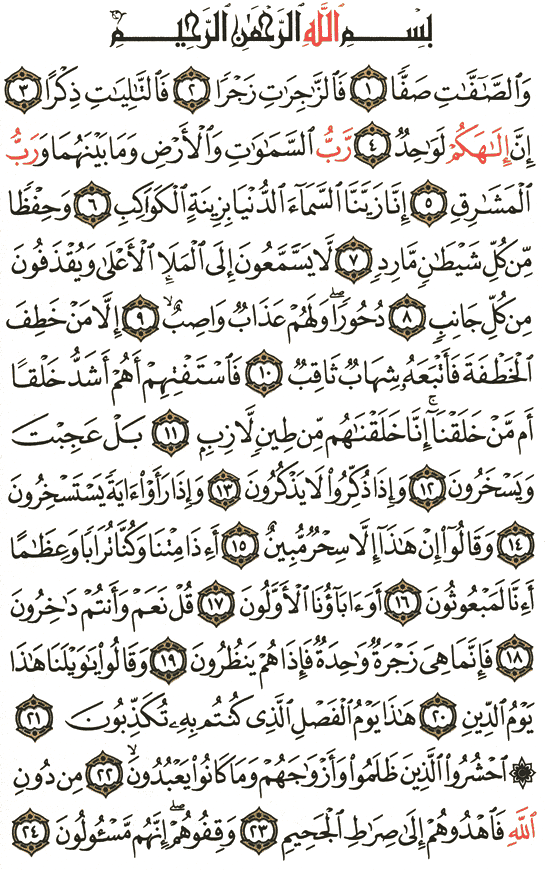 بِسْمِ ٱللَّهِ ٱلرَّحْمَٰنِ ٱلرَّحِيمِ
وَٱلصَّٰٓفَّٰتِ صَفًّا ١ فَٱلزَّٰجِرَٰتِ زَجْرًا ٢ فَٱلتَّٰلِيَٰتِ ذِكْرًا ٣
إِنَّ إِلَٰهَكُمْ لَوَٰحِدٌ ٤ رَّبُّ ٱلسَّمَٰوَٰتِ وَٱلْأَرْضِ وَمَا بَيْنَهُمَا وَرَبُّ
ٱلْمَشَٰرِقِ ٥ إِنَّا زَيَّنَّا ٱلسَّمَآءَ ٱلدُّنْيَا بِزِينَةٍ ٱلْكَوَاكِبِ ٦ وَحِفْظًا
مِّن كُلِّ شَيْطَٰنٍ مَّارِدٍ ٧ لَّا يَسَّمَّعُونَ إِلَى ٱلْمَلَإِ ٱلْأَعْلَىٰ وَيُقْذَفُونَ
مِن كُلِّ جَانِبٍ ٨ دُحُورًا ۖ وَلَهُمْ عَذَابٌ وَاصِبٌ ٩ إِلَّا مَنْ خَطِفَ
ٱلْخَطْفَةَ فَأَتْبَعَهُۥ شِهَابٌ ثَاقِبٌ ١٠ فَٱسْتَفْتِهِمْ أَهُمْ أَشَدُّ خَلْقًا
أَم مَّنْ خَلَقْنَآ ۚ إِنَّا خَلَقْنَٰهُم مِّن طِينٍ لَّازِبٍۭ ١١ بَلْ عَجِبْتَ
وَيَسْخَرُونَ ١٢ وَإِذَا ذُكِّرُوا۟ لَا يَذْكُرُونَ ١٣ وَإِذَا رَأَوْا۟ ءَايَةً يَسْتَسْخِرُونَ
١٤ وَقَالُوٓا۟ إِنْ هَٰذَآ إِلَّا سِحْرٌ مُّبِينٌ ١٥ أَءِذَا مِتْنَا وَكُنَّا تُرَابًا وَعِظَٰمًا
أَءِنَّا لَمَبْعُوثُونَ ١٦ أَوَءَابَآؤُنَا ٱلْأَوَّلُونَ ١٧ قُلْ نَعَمْ وَأَنتُمْ دَٰخِرُونَ
١٨ فَإِنَّمَا هِىَ زَجْرَةٌ وَٰحِدَةٌ فَإِذَا هُمْ يَنظُرُونَ ١٩ وَقَالُوا۟ يَٰوَيْلَنَا هَٰذَا
يَوْمُ ٱلدِّينِ ٢٠ هَٰذَا يَوْمُ ٱلْفَصْلِ ٱلَّذِى كُنتُم بِهِۦ تُكَذِّبُونَ ٢١
۞ ٱحْشُرُوا۟ ٱلَّذِينَ ظَلَمُوا۟ وَأَزْوَٰجَهُمْ وَمَا كَانُوا۟ يَعْبُدُونَ ٢٢ مِن دُونِ
ٱللَّهِ فَٱهْدُوهُمْ إِلَىٰ صِرَٰطِ ٱلْجَحِيمِ ٢٣ وَقِفُوهُمْ ۖ إِنَّهُم مَّسْـُٔولُونَ ٢٤